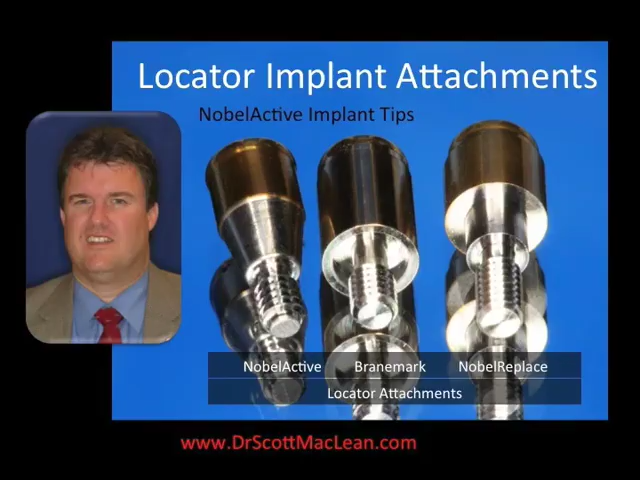 Locator Implant Attachments
NobelActive Implant Tips
NobelActive Branemark NobelReplace
Locator Attachments
www.DrScottMacLean.com